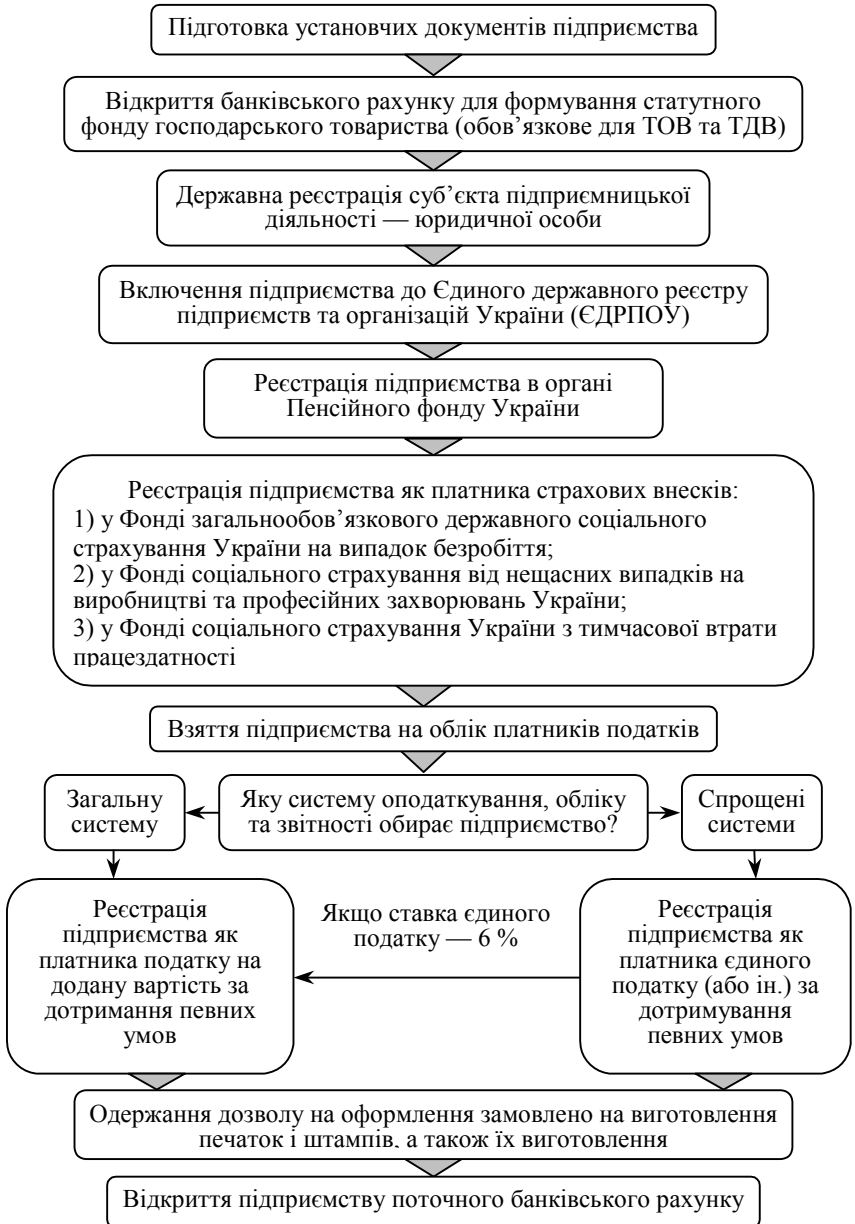 Підготовка установчих документів підприємства
Відкриття банківського рахунку для формування статутного
фонду господарського товариства (обов’язкове для ТОВ та ТДВ)
Державна реєстрація суб’єкта підприємницької
діяльності — юридичної особи
Включення підприємства до Єдиного державного реєстру
підприємств та організацій України (ЄДРПОУ)
Реєстрація підприємства в органі
Пенсійного фонду України
Реєстрація підприємства як платника страхових внесків:
1) у Фонді загальнообов’язкового державного соціального
страхування України на випадок безробіття;
2) у Фонді соціального страхування від нещасних випадків на
виробництві та професійних захворювань України;
3) у Фонді соціального страхування України з тимчасової втрати
працездатності
Взяття підприємства на облік платників податків
Загальну
систему
Яку систему оподаткування, обліку
та звітності обирає підприємство?
Спрощені
системи
Реєстрація
підприємства як
платника податку на
додану вартість за
дотримання певних
умов
Якщо ставка єдиного
податку — 6 %
Реєстрація
підприємства як
платника єдиного
податку (або ін.) за
дотримування
певних умов
Одержання дозволу на оформлення замовлено на виготовлення
печаток і штампів, а також їх виготовлення
Відкриття підприємству поточного банківського рахунку